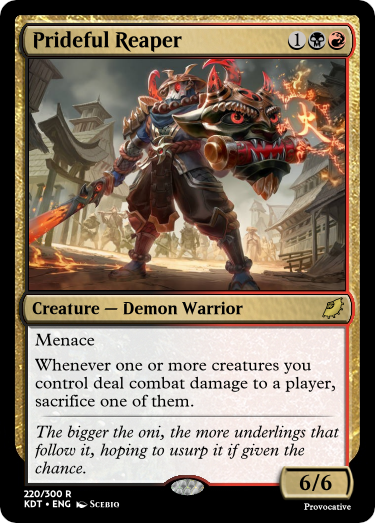 Prideful Reaper
1
火
Creature — Demon Warrior
Menace
Whenever one or more creatures you
control deal combat damage to a player,
sacrifice one of them.
The bigger the oni, the more underlings that
follow it, hoping to usurp it if given the
chance.
6/6
220/300 R
KDT • ENG Scebio
Provocative